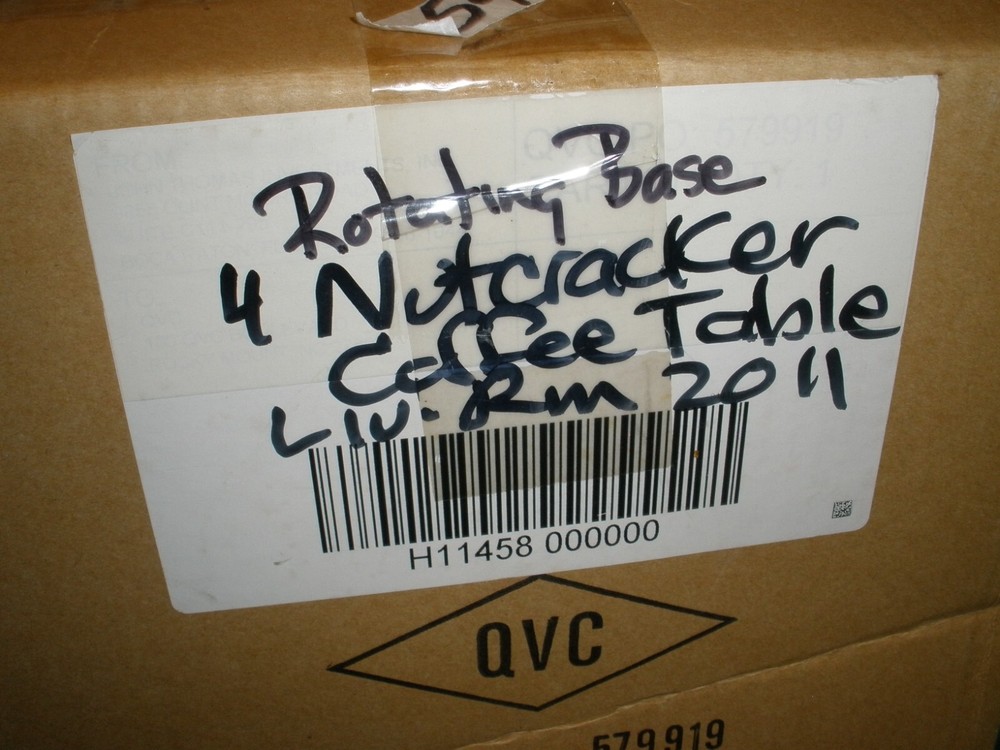 Rotating Base
4 Nutcracker
Coffee Table
Liv. Rm 2011
H11458 000000
QVC
579919